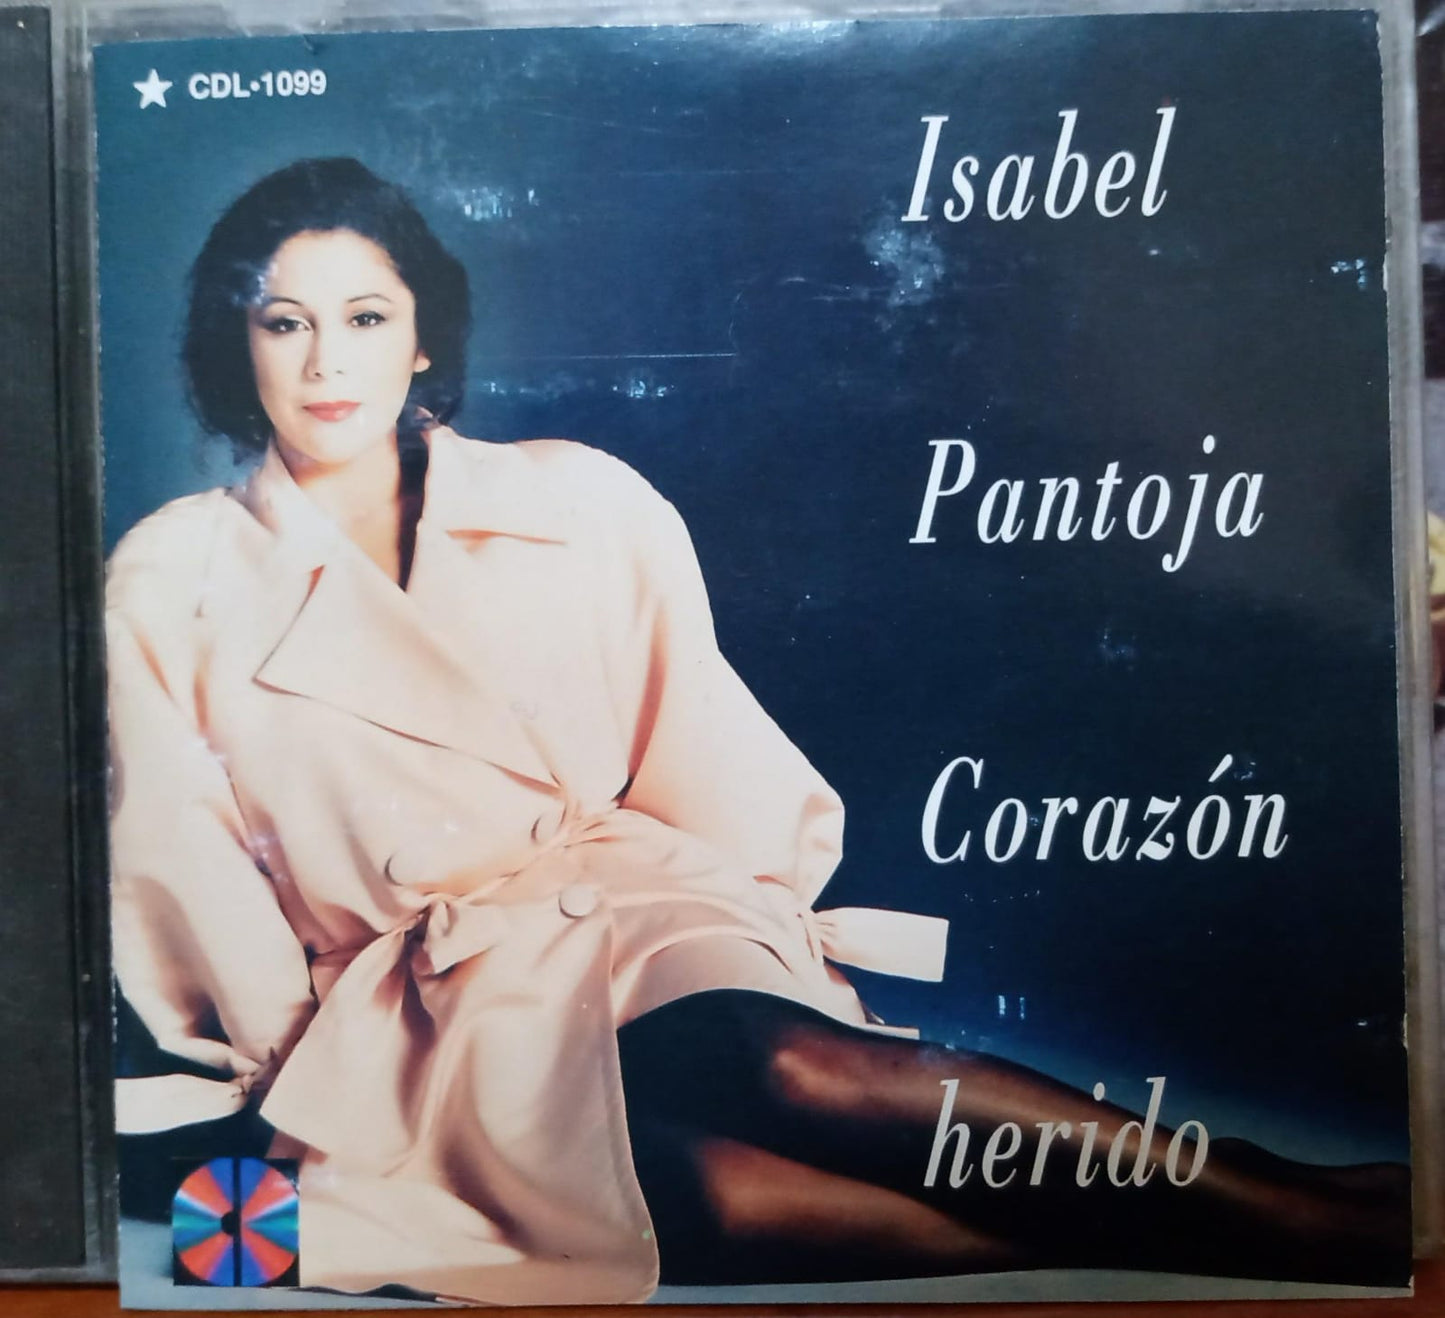 ★ CDL•1099
Isabel
Pantoja
Corazón
herido